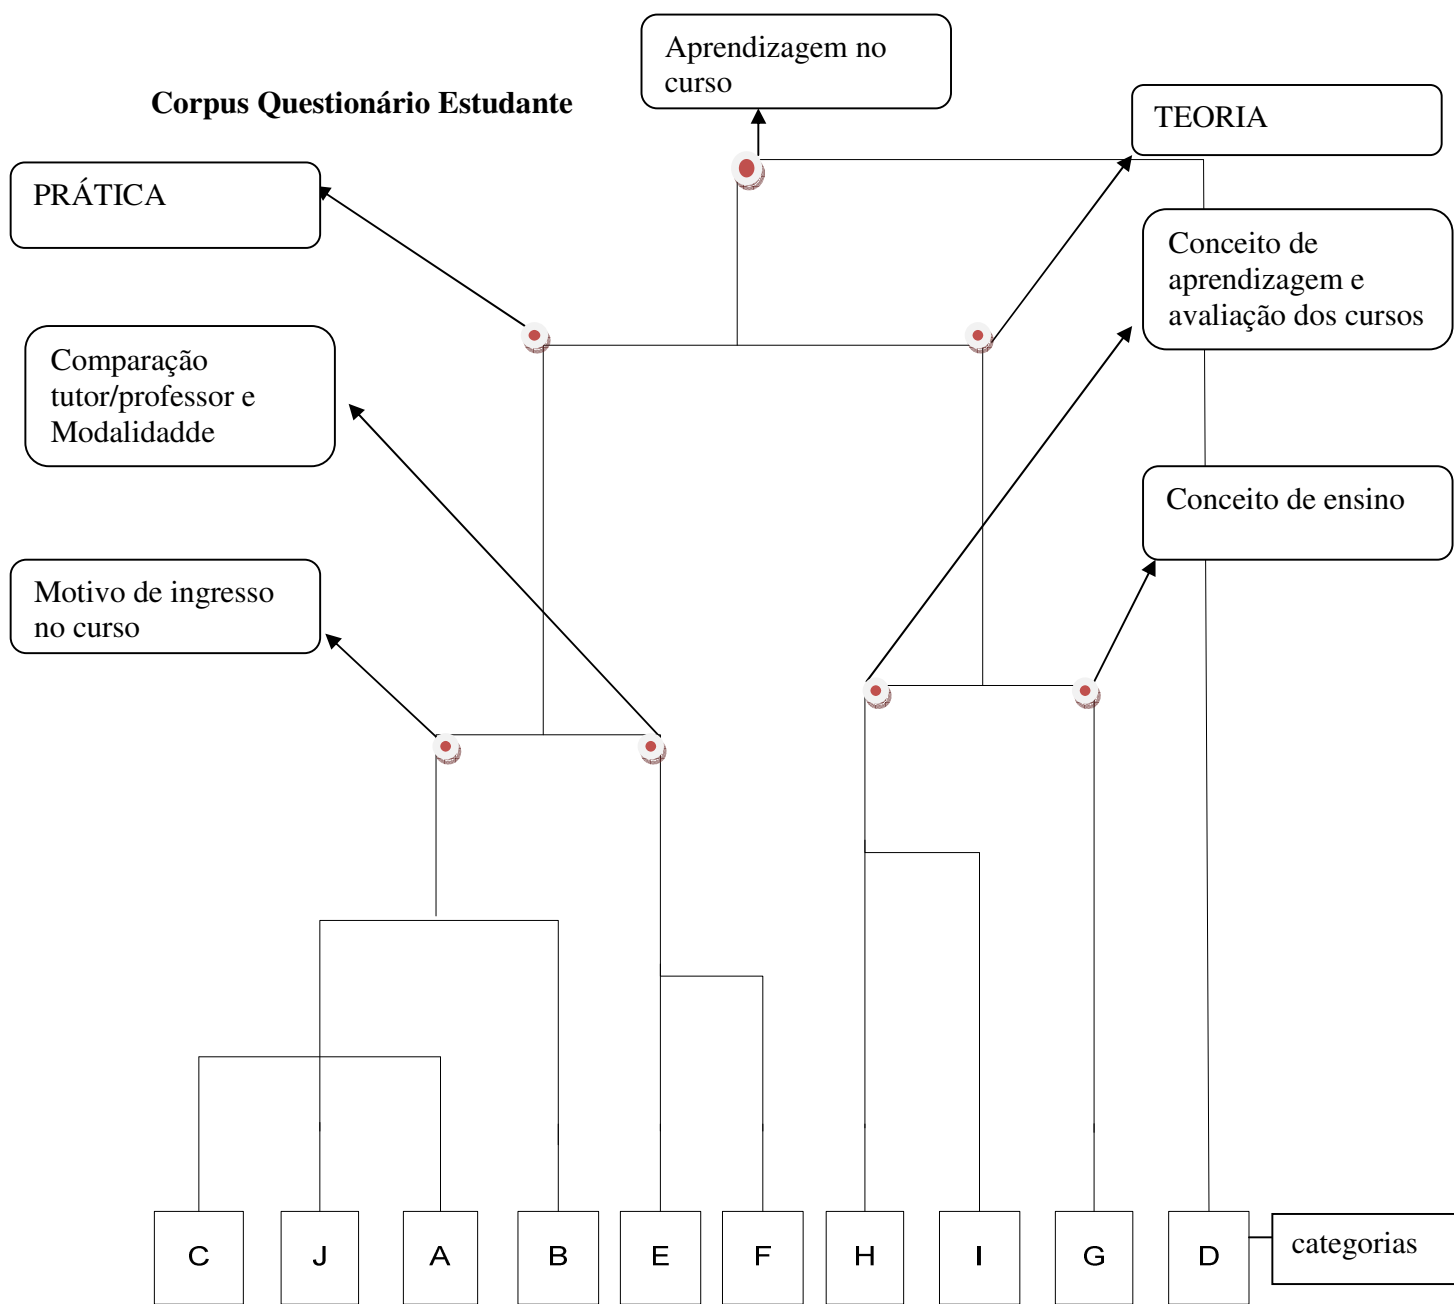 Aprendizagem no
curso
Corpus Questionário Estudante
TEORIA
PRÁTICA
Conceito de
aprendizagem e
avaliação dos cursos
Comparação
tutor/professor e
Modalidadde
Conceito de ensino
Motivo de ingresso
no curso
C J A B E F H I G D
categorias